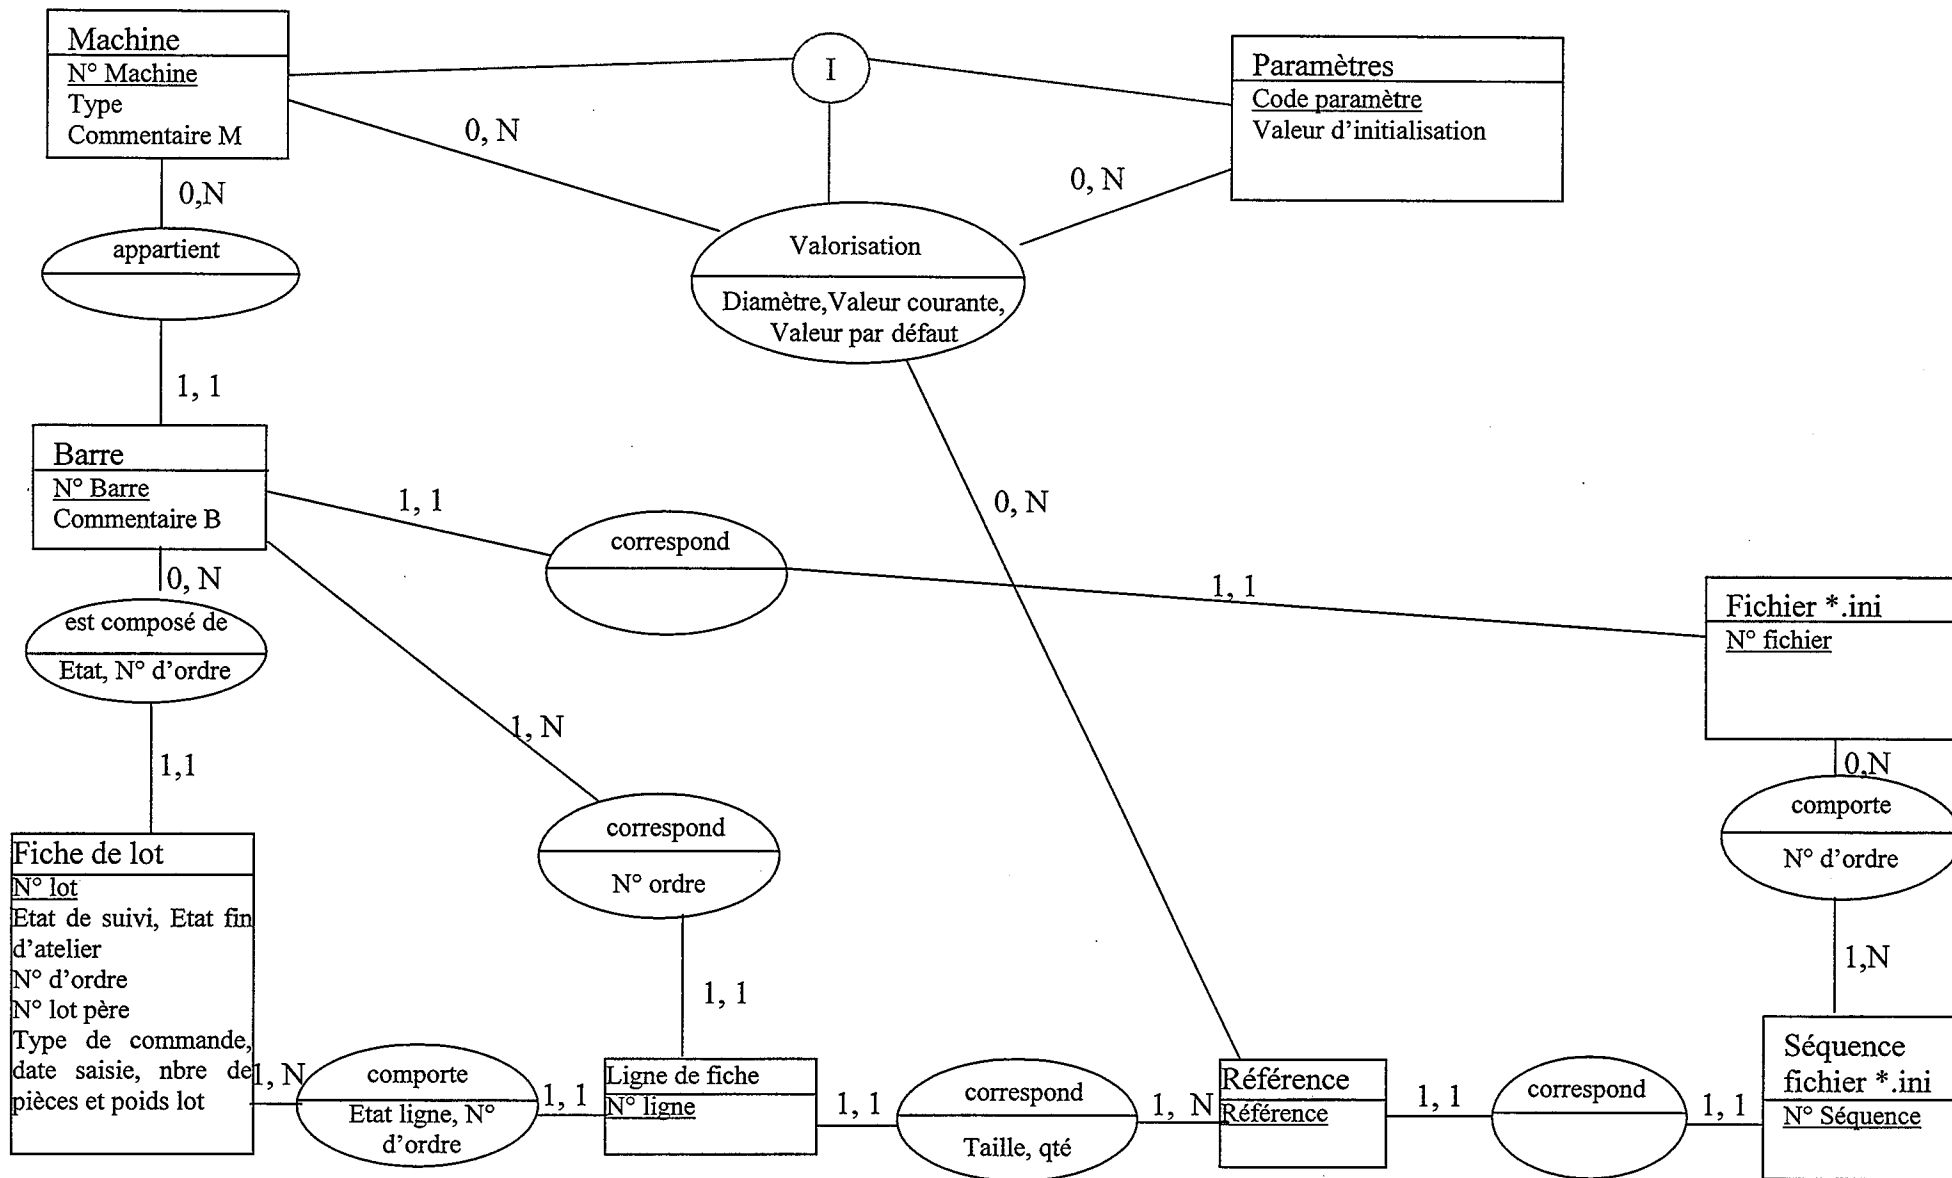 Machine
N° Machine
Type
Commentaire M
I
Paramètres
Code paramètre
Valeur d'initialisation
0, N
0, N
0,N
appartient
Valorisation
Diamètre,Valeur courante,
Valeur par défaut
1, 1
Barre
N° Barre
Commentaire B
1, 1
correspond
0, N
1, 1
Fichier *.ini
N° fichier
0, N
est composé de
Etat, N° d'ordre
1, N
1,1
0,N
comporte
N° d'ordre
correspond
N° ordre
Fiche de lot
N° lot
Etat de suivi, Etat fin
d'atelier
N° d'ordre
N° lot père
Type de commande,
date saisie, nbre de
pièces et poids lot
1, N
comporte
Etat ligne, N°
d'ordre
1, 1
1, 1
Ligne de fiche
N° ligne
1, 1
correspond
Taille, qté
1, N
Référence
Référence
1, 1
correspond
1, 1
1,N
Séquence
fichier *.ini
N° Séquence